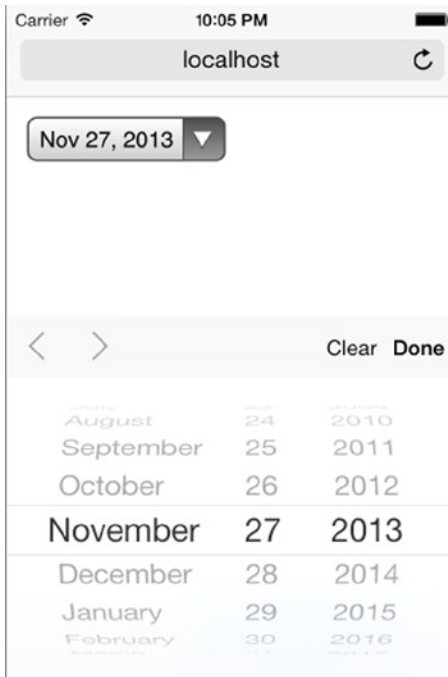 Carrier 10:05 PM
localhost
Nov 27, 2013
Clear Done
August 24 2010
September 25 2011
October 26 2012
November 27 2013
December 28 2014
January 29 2015
February 30 2016